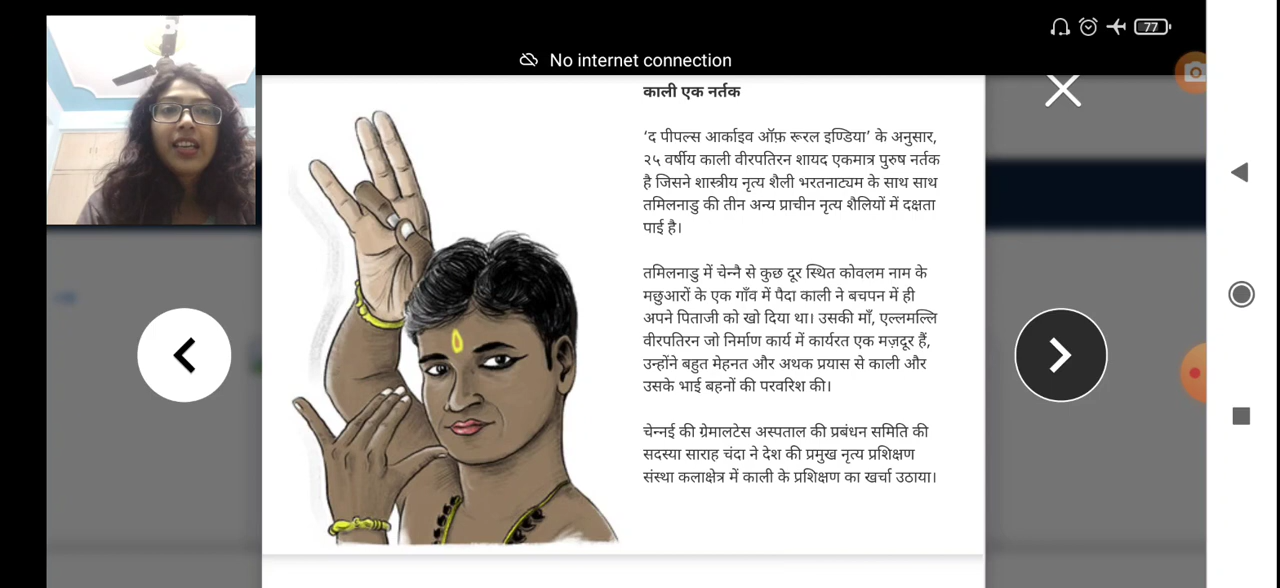 77
No internet connection
काली एक नर्तक
‘द पीपल्स आर्काइव ऑफ़ रूरल इण्डिया’ के अनुसार,
२५ वर्षीय काली वीरपतिरन शायद एकमात्र पुरुष नर्तक
है जिसने शास्त्रीय नृत्य शैली भरतनाट्यम के साथ साथ
तमिलनाडु की तीन अन्य प्राचीन नृत्य शैलियों में दक्षता
पाई है।
तमिलनाडु में चेन्नै से कुछ दूर स्थित कोवलम नाम के
मछुआरों के एक गाँव में पैदा काली ने बचपन में ही
अपने पिताजी को खो दिया था। उसकी माँ, एल्लमल्लि
वीरपतिरन जो निर्माण कार्य में कार्यरत एक मज़दूर हैं,
उन्होंने बहुत मेहनत और अथक प्रयास से काली और
उसके भाई बहनों की परवरिश की।
चेन्नई की ग्रेमालटेस अस्पताल की प्रबंधन समिति की
सदस्या साराह चंदा ने देश की प्रमुख नृत्य प्रशिक्षण
संस्था कलाक्षेत्र में काली के प्रशिक्षण का खर्चा उठाया।